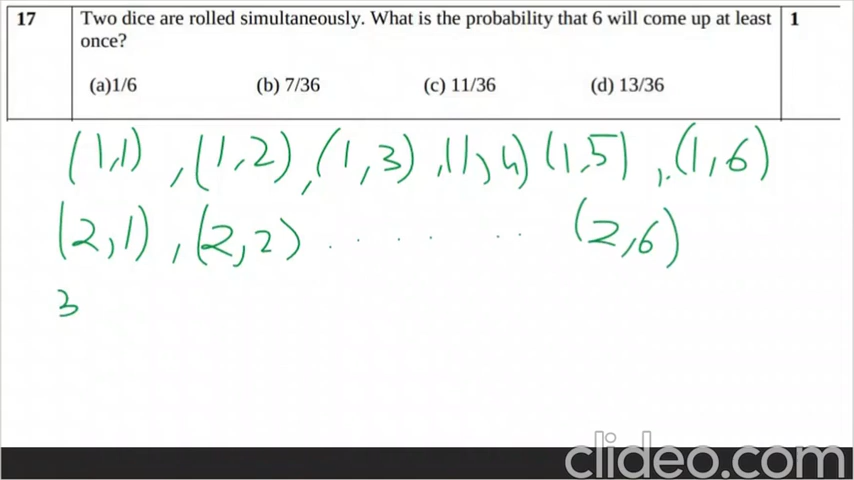 17 Two dice are rolled simultaneously. What is the probability that 6 will come up at least 1
once?
(a)1/6 (b) 7/36 (c) 11/36 (d) 13/36
(1,1) , (1,2) , (1,3) , (1,4) (1,5) , (1,6)
(2,1) , (2,2) . . . . . . (2,6)
3
clideo.com